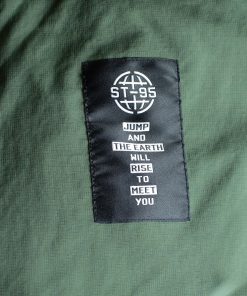 ST-95
JUMP
AND
THE EARTH
WILL
RISE
TO
MEET
YOU